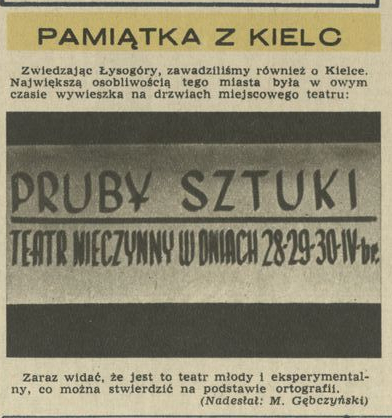 PAMIĄTKA Z KIELC
Zwiedzając Łysogóry, zawadziliśmy również o Kielce.
Największą osobliwością tego miasta była w owym
czasie wywieszka na drzwiach miejscowego teatru:
PRUBY SZTUKI
TEATR NIECZYNNY W DNIACH 28-29-30-IV-br.
Zaraz widać, że jest to teatr młody i eksperymental-
ny, co można stwierdzić na podstawie ortografii.
(Nadesłał: M. Gębczyński)